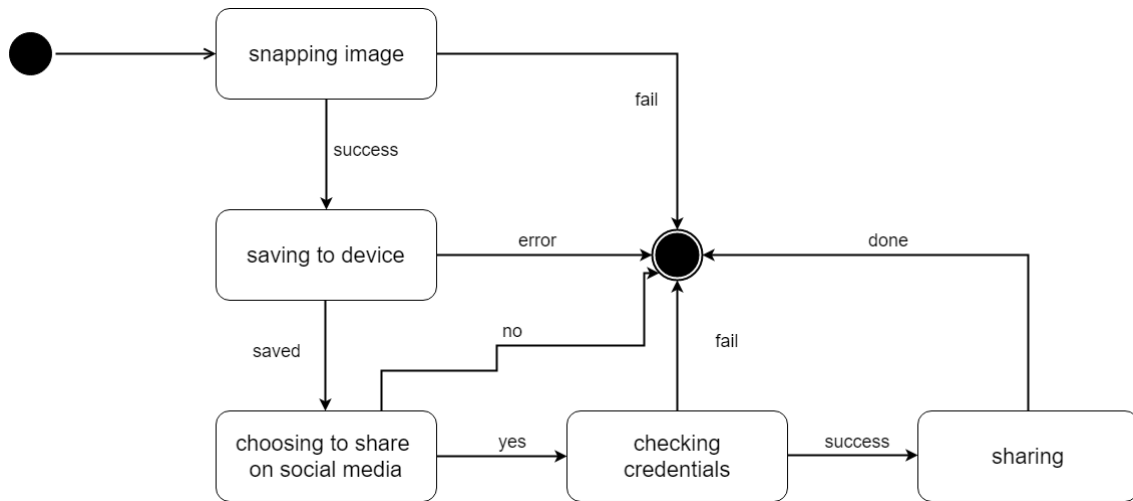 snapping image
fail
success
saving to device
error
done
no
saved
fail
choosing to share
on social media
yes
checking
credentials
success
sharing